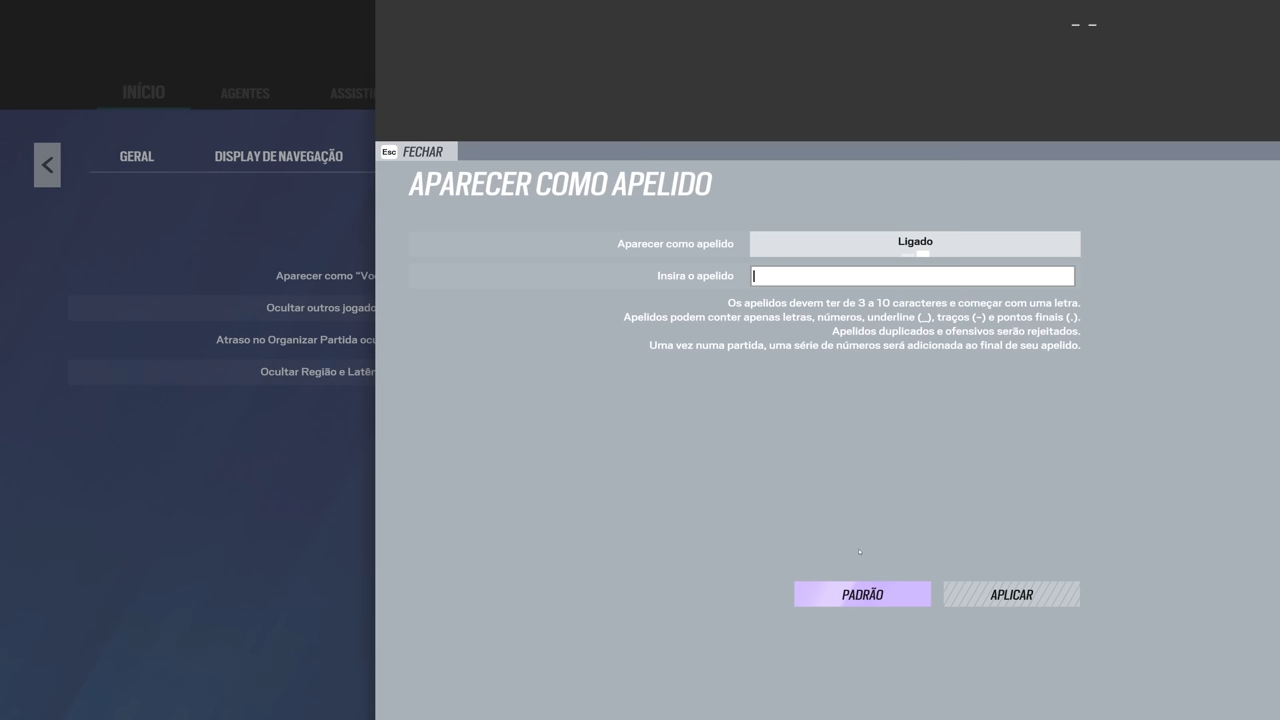 INÍCIO
AGENTES
ASSISTI
GERAL
DISPLAY DE NAVEGAÇÃO
Aparecer como "Vo
Ocultar outros jogado
Atraso no Organizar Partida ocu
Ocultar Região e Latên
Esc FECHAR
APARECER COMO APELIDO
Aparecer como apelido
Ligado
Insira o apelido
Os apelidos devem ter de 3 a 10 caracteres e começar com uma letra.
Apelidos podem conter apenas letras, números, underline (_), traços (-) e pontos finais (.).
Apelidos duplicados e ofensivos serão rejeitados.
Uma vez numa partida, uma série de números será adicionada ao final de seu apelido.
PADRÃO
APLICAR